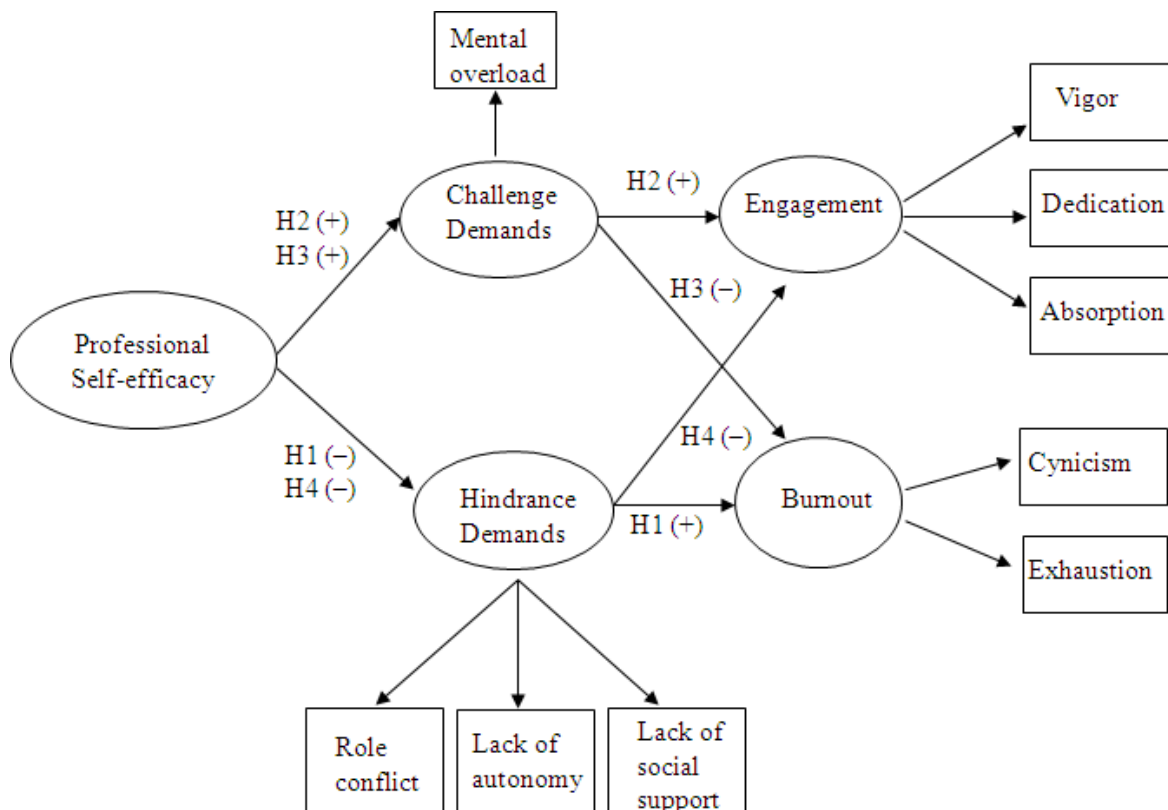 Mental
overload
Vigor
H2 (+)
Challenge
Demands
Engagement
Dedication
H2 (+)
H3 (+)
H3 (–)
Absorption
Professional
Self-efficacy
H4 (–)
H1 (–)
H4 (–)
Cynicism
Hindrance
Demands
Burnout
H1 (+)
Exhaustion
Role
conflict
Lack of
autonomy
Lack of
social
support